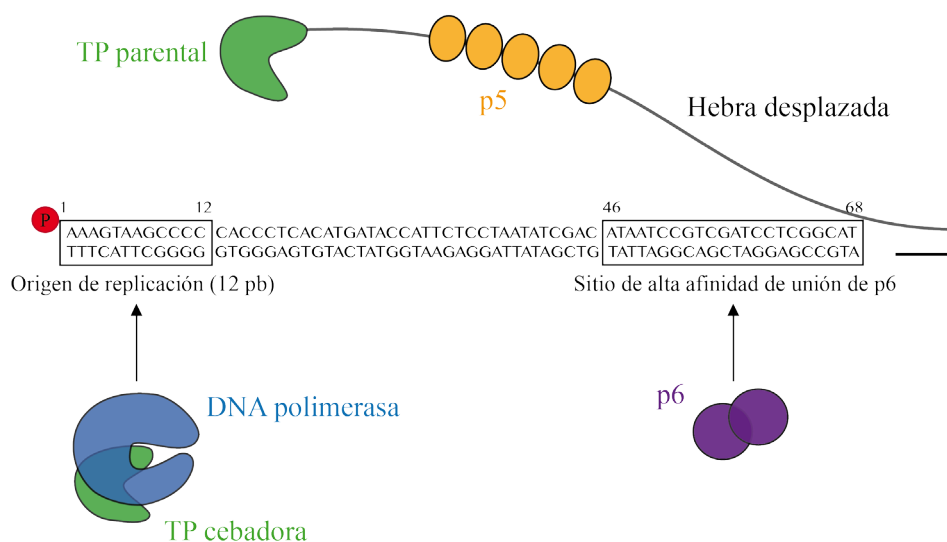 TP parental
p5
Hebra desplazada
P
1
12
46
68
AAAGTAAGCCCC CACCCTCACATGATACCATTCTCCTAATATCGAC ATAATCCGTCGATCCTCGGCAT
TTTCATTCGGGG GTGGGAGTGTACTATGGTAAGAGGATTATAGCTG TATTAGGCAGCTAGGAGCCGTA
Origen de replicación (12 pb)
Sitio de alta afinidad de unión de p6
DNA polimerasa
p6
TP cebadora